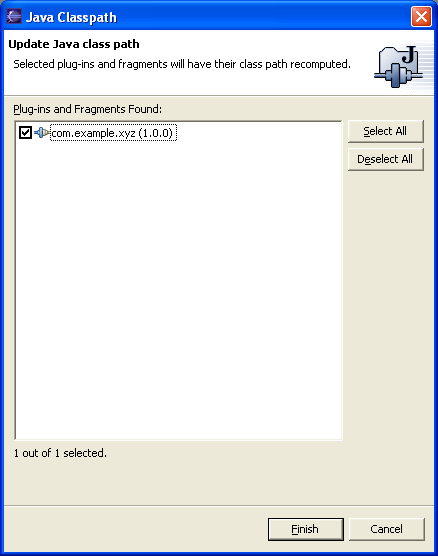 Java Classpath
Update Java class path
Selected plug-ins and fragments will have their class path recomputed.
J
Plug-ins and Fragments Found:
com.example.xyz (1.0.0)
Select All
Deselect All
1 out of 1 selected.
Finish
Cancel